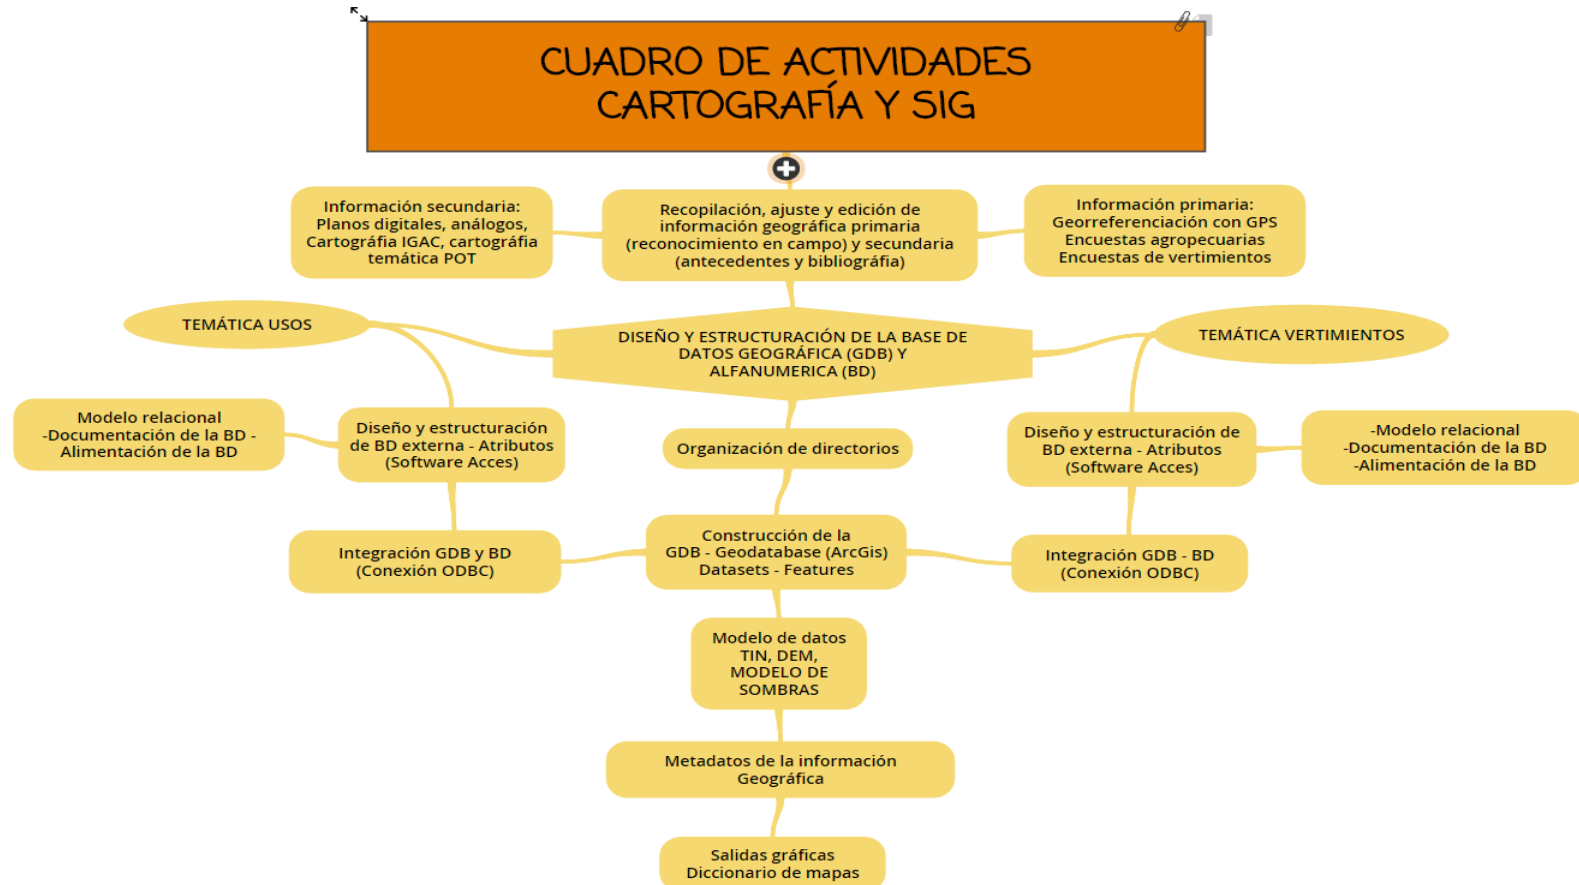 CUADRO DE ACTIVIDADES
CARTOGRAFÍA Y SIG
Información secundaria:
Planos digitales, análogos,
Cartográfia IGAC, cartográfia
temática POT
Recopilación, ajuste y edición de
información geográfica primaria
(reconocimiento en campo) y secundaria
(antecedentes y bibliográfia)
Información primaria:
Georreferenciación con GPS
Encuestas agropecuarias
Encuestas de vertimientos
TEMÁTICA USOS
DISEÑO Y ESTRUCTURACIÓN DE LA BASE DE
DATOS GEOGRÁFICA (GDB) Y
ALFANUMERICA (BD)
TEMÁTICA VERTIMIENTOS
Modelo relacional
-Documentación de la BD -
Alimentación de la BD
Diseño y estructuración
de BD externa - Atributos
(Software Acces)
Organización de directorios
Diseño y estructuración de
BD externa - Atributos
(Software Acces)
-Modelo relacional
-Documentación de la BD
-Alimentación de la BD
Integración GDB y BD
(Conexión ODBC)
Construcción de la
GDB - Geodatabase (ArcGis)
Datasets - Features
Integración GDB - BD
(Conexión ODBC)
Modelo de datos
TIN, DEM,
MODELO DE
SOMBRAS
Metadatos de la información
Geográfica
Salidas gráficas
Diccionario de mapas